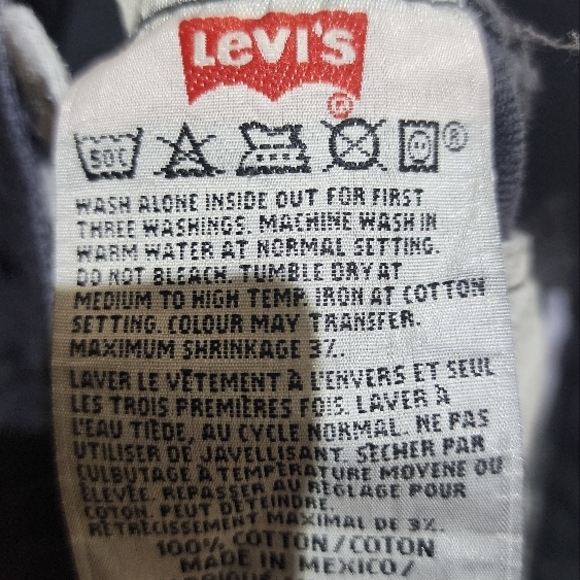 Levi's
®
50C
®
WASH ALONE INSIDE OUT FOR FIRST
THREE WASHINGS. MACHINE WASH IN
WARM WATER AT NORMAL SETTING.
DO NOT BLEACH. TUMBLE DRY AT
MEDIUM TO HIGH TEMP. IRON AT COTTON
SETTING. COLOUR MAY TRANSFER.
MAXIMUM SHRINKAGE 3%.
LAVER LE VÊTEMENT À L'ENVERS ET SEUL
LES TROIS PREMIÈRES FOIS. LAVER À
L'EAU TIÈDE, AU CYCLE NORMAL. NE PAS
UTILISER DE JAVELLISANT. SÉCHER PAR
CULBUTAGE À TEMPÉRATURE MOYENNE OU
ÉLEVÉE. REPASSER AU RÉGLAGE POUR
COTON. PEUT DÉTEINDRE.
RÉTRÉCISSEMENT MAXIMAL DE 3%.
100% COTTON / COTON
MADE IN MEXICO /